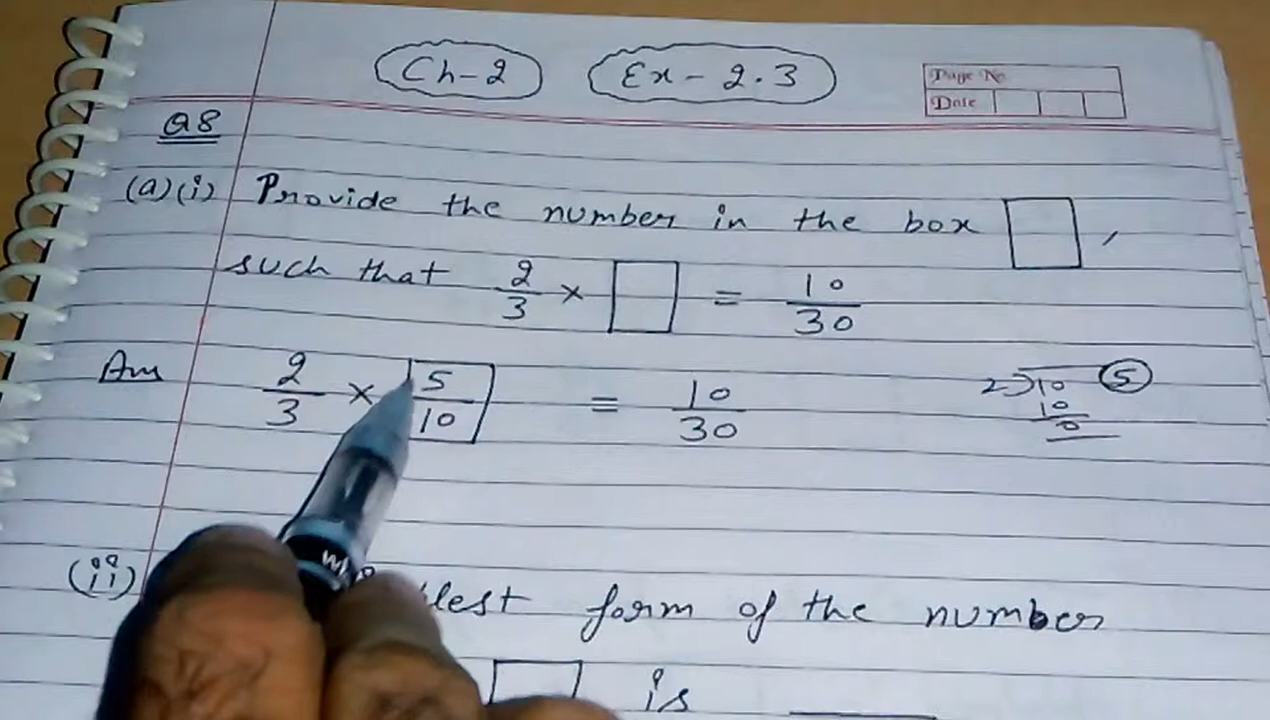 Ch-2 Ex-2.3
Page No.
Date
Q8
(a)(i) Provide the number in the box □,
such that 2/3 × □ = 10/30
Ans 2/3 × 5/10 = 10/30
2)10 5
10
0
(ii) form of the number
□ is ____